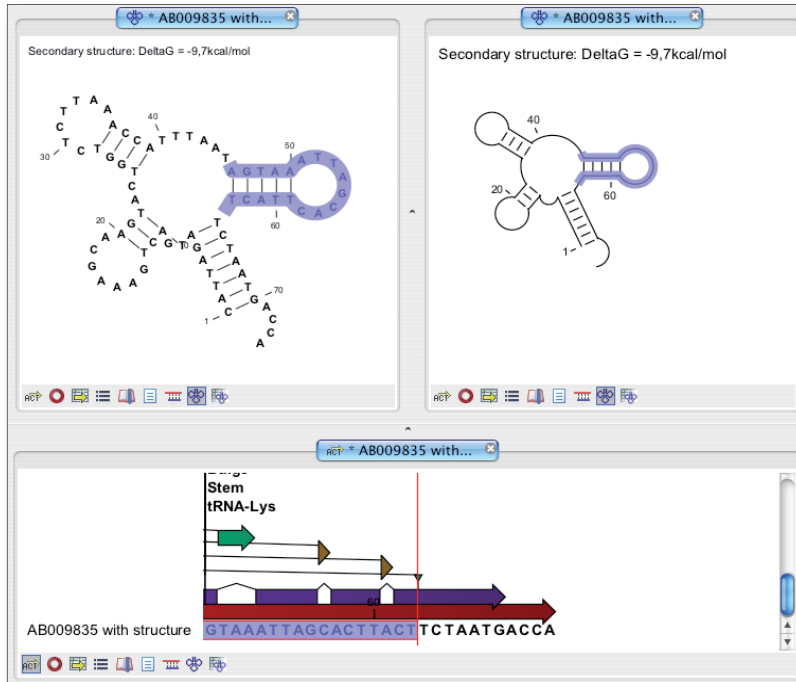 * AB009835 with...
* AB009835 with...
Secondary structure: DeltaG = -9,7kcal/mol
Secondary structure: DeltaG = -9,7kcal/mol
40
50
30
20
60
70
1
40
20
60
1
* AB009835 with...
Stem
tRNA-Lys
60
AB009835 with structure
GTAAATTAGCACTTACTTCTAATGACCA